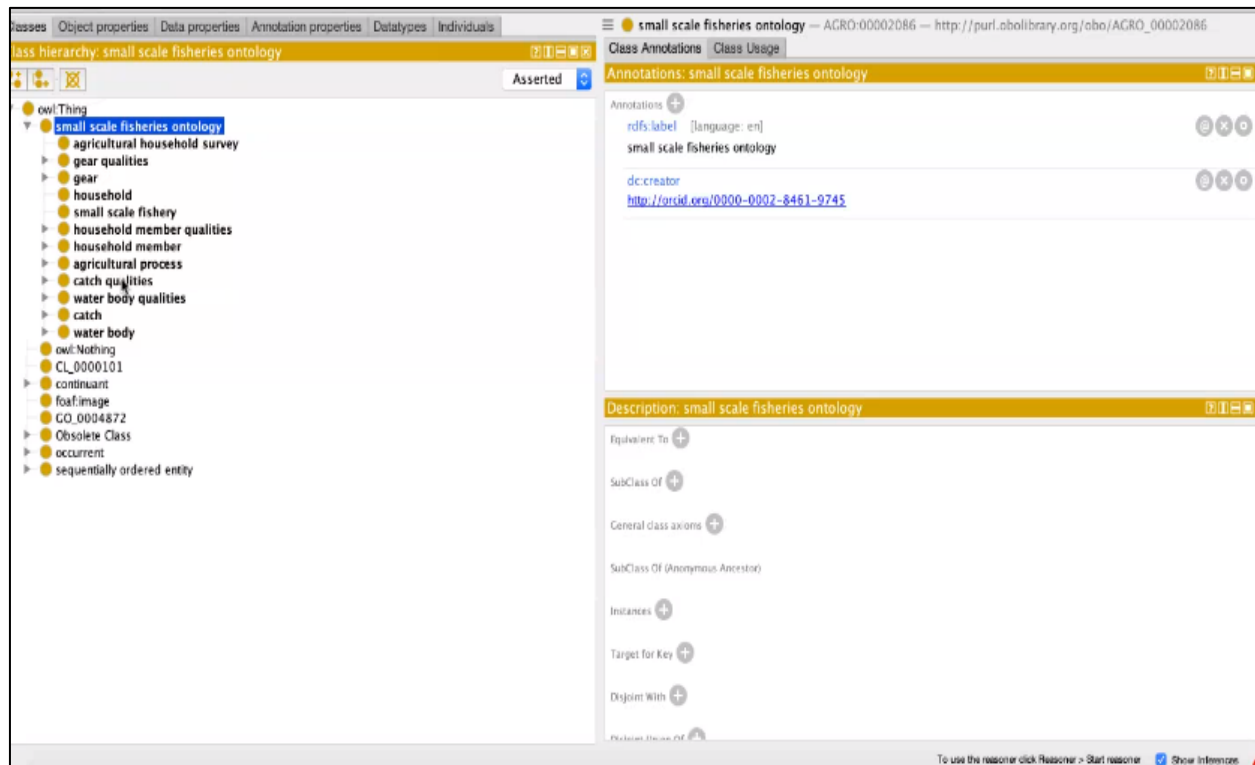 lasses Object properties Data properties Annotation properties Datatypes Individuals
lass hierarchy: small scale fisheries ontology
Asserted
owl:Thing
small scale fisheries ontology
agricultural household survey
gear qualities
gear
household
small scale fishery
household member qualities
household member
agricultural process
catch qualities
water body qualities
catch
water body
owl:Nothing
CL_0000101
continuant
foaf:image
GO_0004872
Obsolete Class
occurrent
sequentially ordered entity
small scale fisheries ontology — AGRO:00002086 — http://purl.obolibrary.org/obo/AGRO_00002086
Class Annotations Class Usage
Annotations: small scale fisheries ontology
Annotations
rdfs:label [language: en]
small scale fisheries ontology
dc:creator
http://orcid.org/0000-0002-8461-9745
Description: small scale fisheries ontology
Equivalent To
SubClass Of
General class axioms
SubClass Of (Anonymous Ancestor)
Instances
Target for Key
Disjoint With
Disjoint Union Of
To use the reasoner click Reasoner > Start reasoner Show Inferences